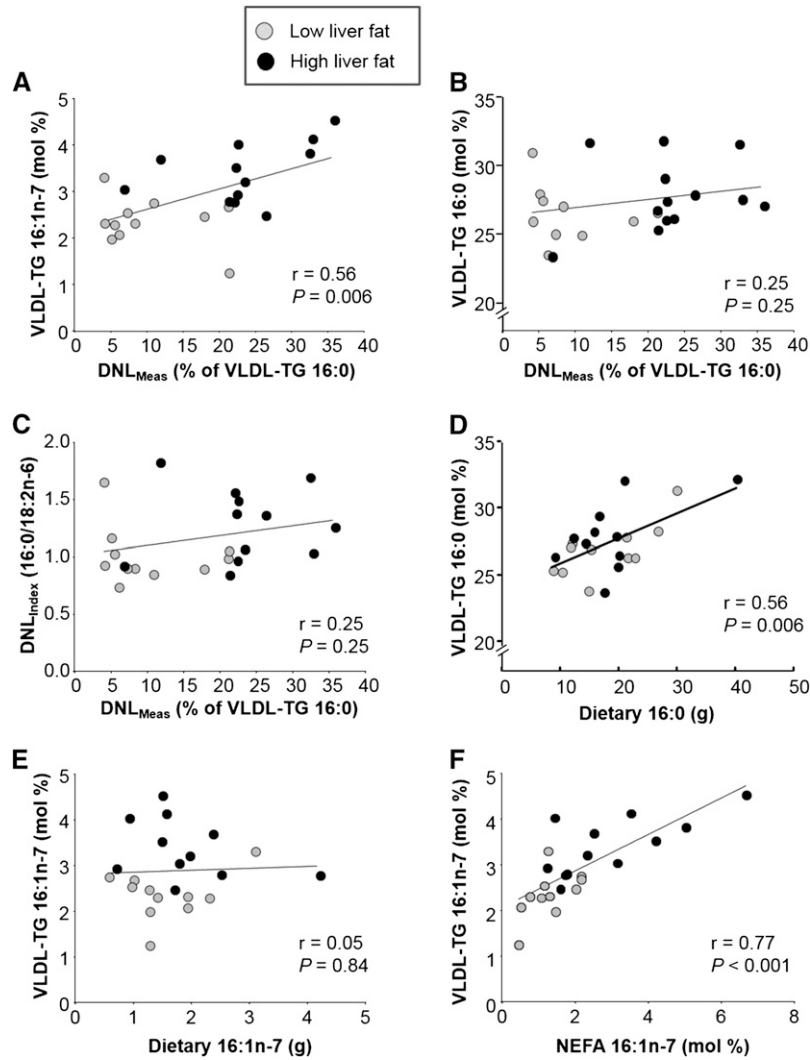 Low liver fat
High liver fat
A
VLDL-TG 16:1n-7 (mol %)
5
4
3
2
1
0
0 5 10 15 20 25 30 35 40
DNLMeas (% of VLDL-TG 16:0)
r = 0.56
P = 0.006
B
VLDL-TG 16:0 (mol %)
35
30
25
20
0 5 10 15 20 25 30 35 40
DNLMeas (% of VLDL-TG 16:0)
r = 0.25
P = 0.25
C
DNLIndex (16:0/18:2n-6)
2.0
1.5
1.0
0.5
0.0
0 5 10 15 20 25 30 35 40
DNLMeas (% of VLDL-TG 16:0)
r = 0.25
P = 0.25
D
VLDL-TG 16:0 (mol %)
35
30
25
20
0 10 20 30 40 50
Dietary 16:0 (g)
r = 0.56
P = 0.006
E
VLDL-TG 16:1n-7 (mol %)
5
4
3
2
1
0
0 1 2 3 4 5
Dietary 16:1n-7 (g)
r = 0.05
P = 0.84
F
VLDL-TG 16:1n-7 (mol %)
5
4
3
2
1
0
0 2 4 6 8
NEFA 16:1n-7 (mol %)
r = 0.77
P < 0.001